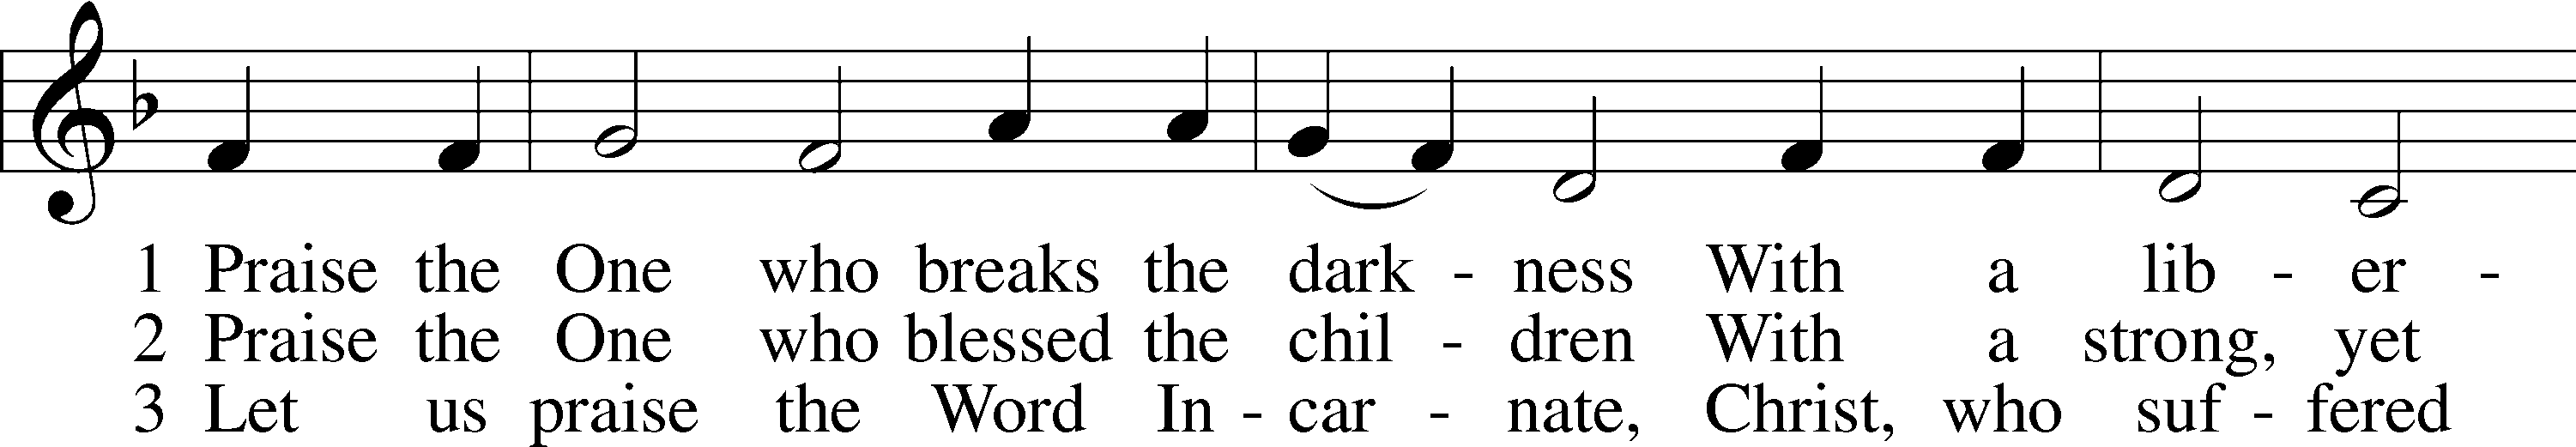 1 Praise the One who breaks the dark - ness With a lib - er -
2 Praise the One who blessed the chil - dren With a strong, yet
3 Let us praise the Word In - car - nate, Christ, who suf - fered